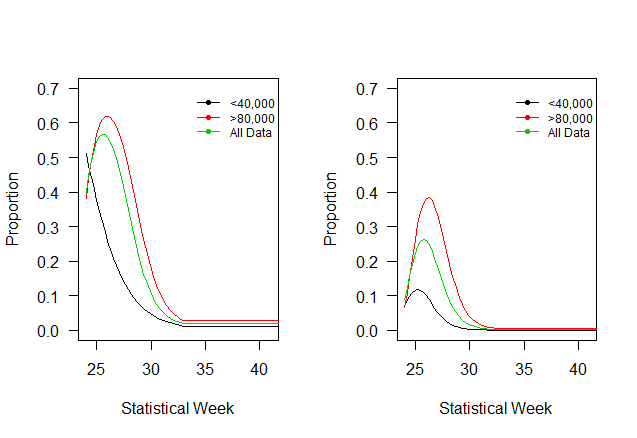 Proportion
0.7
0.6
0.5
0.4
0.3
0.2
0.1
0.0
<40,000
>80,000
All Data
25 30 35 40
Statistical Week
Proportion
0.7
0.6
0.5
0.4
0.3
0.2
0.1
0.0
<40,000
>80,000
All Data
25 30 35 40
Statistical Week